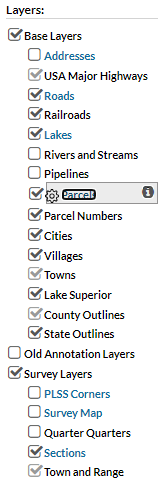 Layers:
Base Layers
Addresses
USA Major Highways
Roads
Railroads
Lakes
Rivers and Streams
Pipelines
Parcels
Parcel Numbers
Cities
Villages
Towns
Lake Superior
County Outlines
State Outlines
Old Annotation Layers
Survey Layers
PLSS Corners
Survey Map
Quarter Quarters
Sections
Town and Range